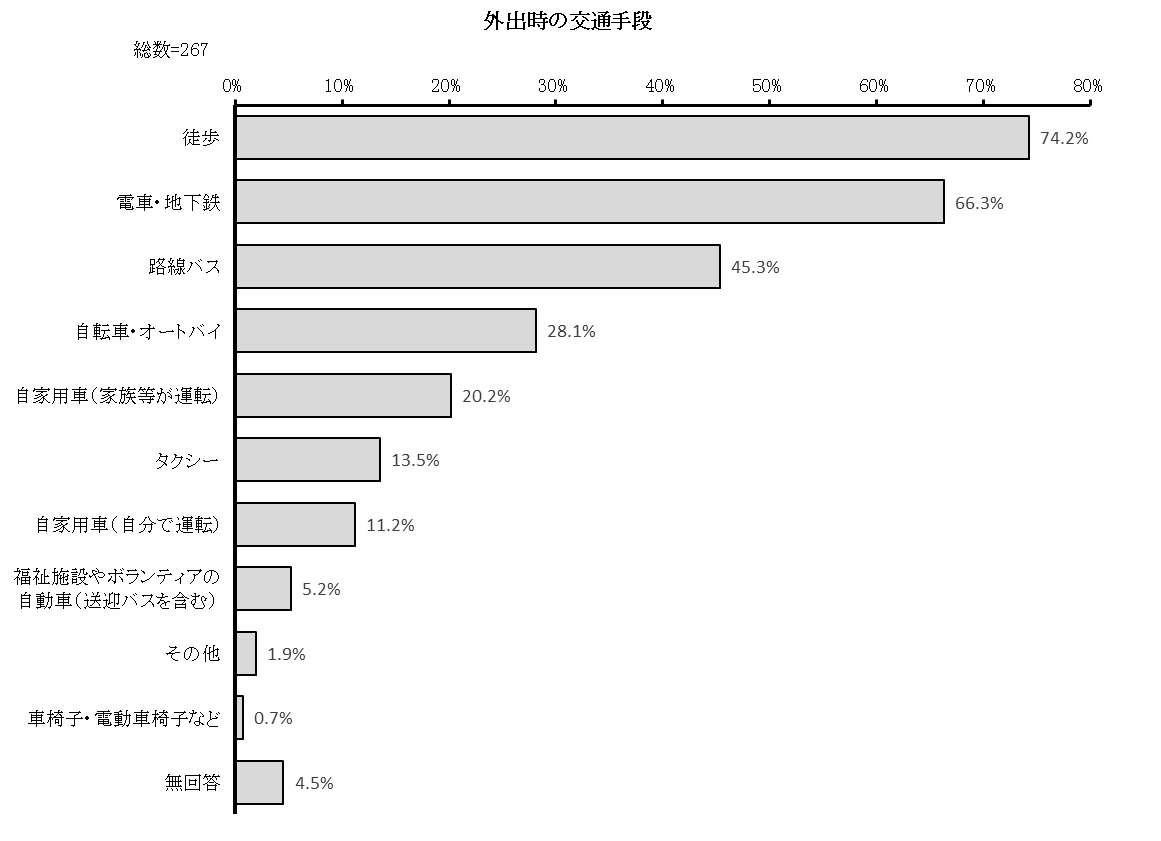 外出時の交通手段
総数=267
0% 10% 20% 30% 40% 50% 60% 70% 80%
徒歩 74.2%
電車・地下鉄 66.3%
路線バス 45.3%
自転車・オートバイ 28.1%
自家用車(家族等が運転) 20.2%
タクシー 13.5%
自家用車(自分で運転) 11.2%
福祉施設やボランティアの
自動車(送迎バスを含む) 5.2%
その他 1.9%
車椅子・電動車椅子など 0.7%
無回答 4.5%